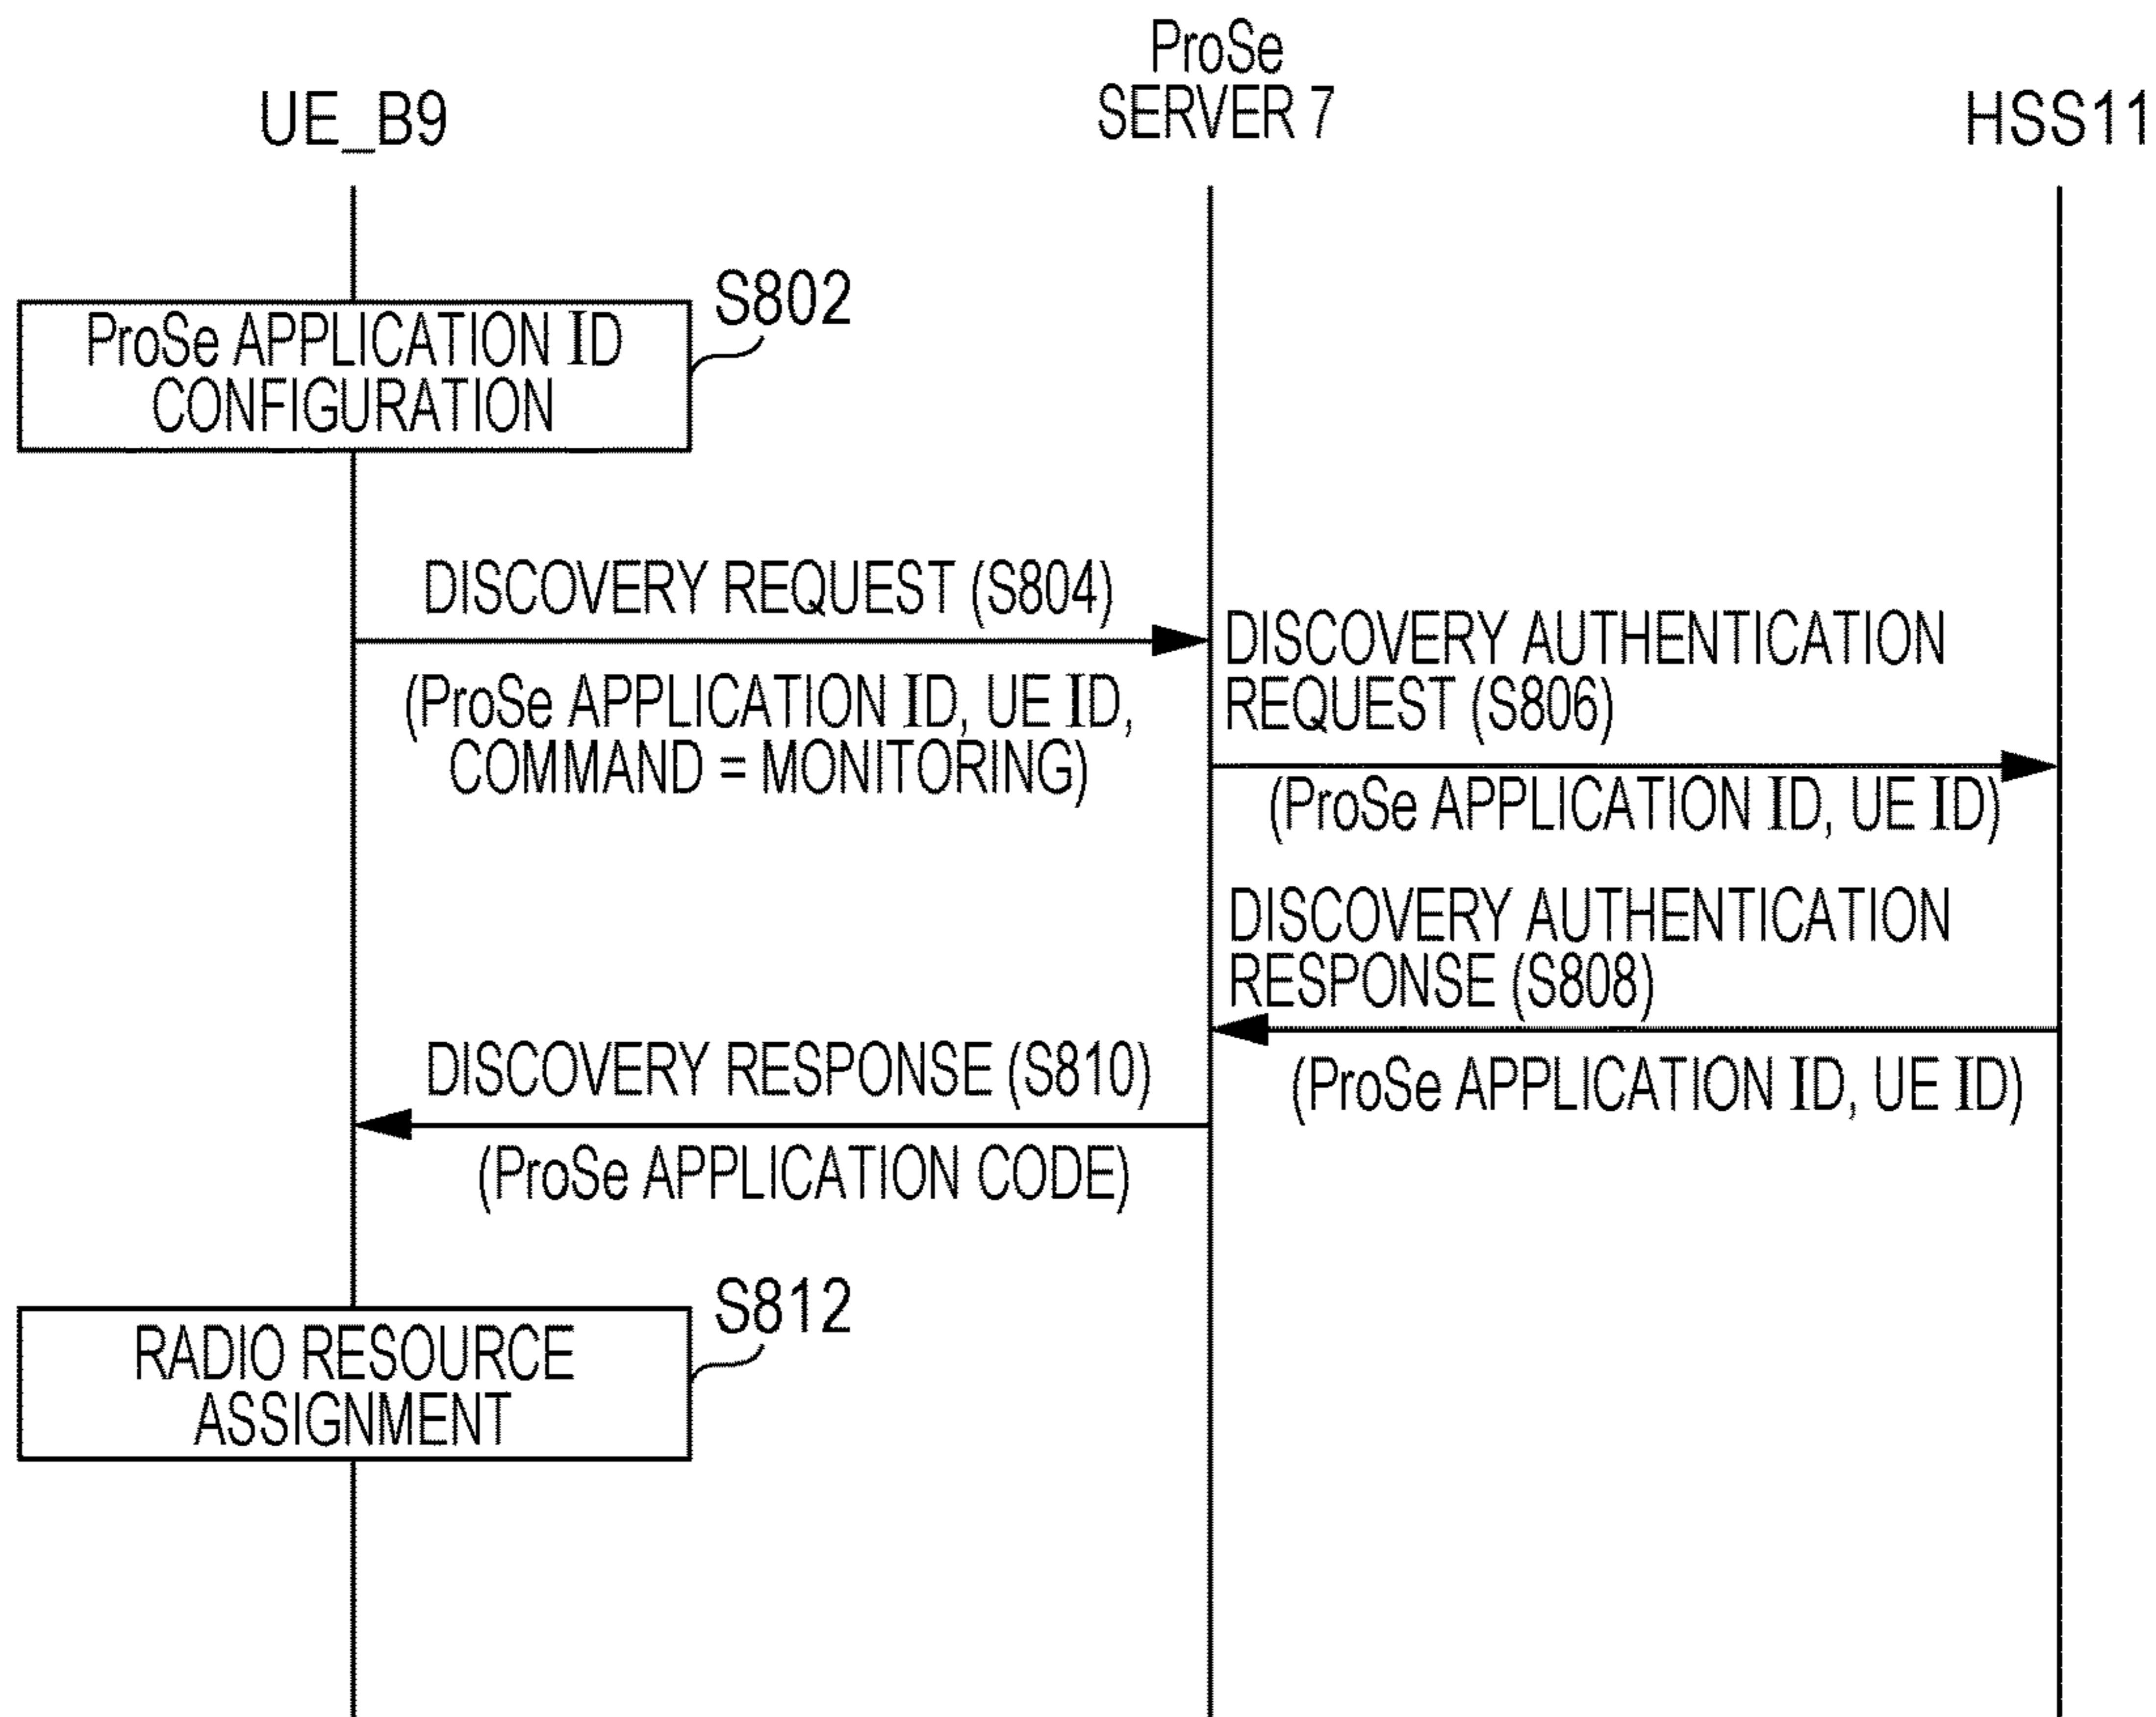 ProSe
SERVER 7
UE_B9
HSS11
S802
ProSe APPLICATION ID
CONFIGURATION
DISCOVERY REQUEST (S804)
(ProSe APPLICATION ID, UE ID,
COMMAND = MONITORING)
DISCOVERY AUTHENTICATION
REQUEST (S806)
(ProSe APPLICATION ID, UE ID)
DISCOVERY AUTHENTICATION
RESPONSE (S808)
(ProSe APPLICATION ID, UE ID)
DISCOVERY RESPONSE (S810)
(ProSe APPLICATION CODE)
S812
RADIO RESOURCE
ASSIGNMENT